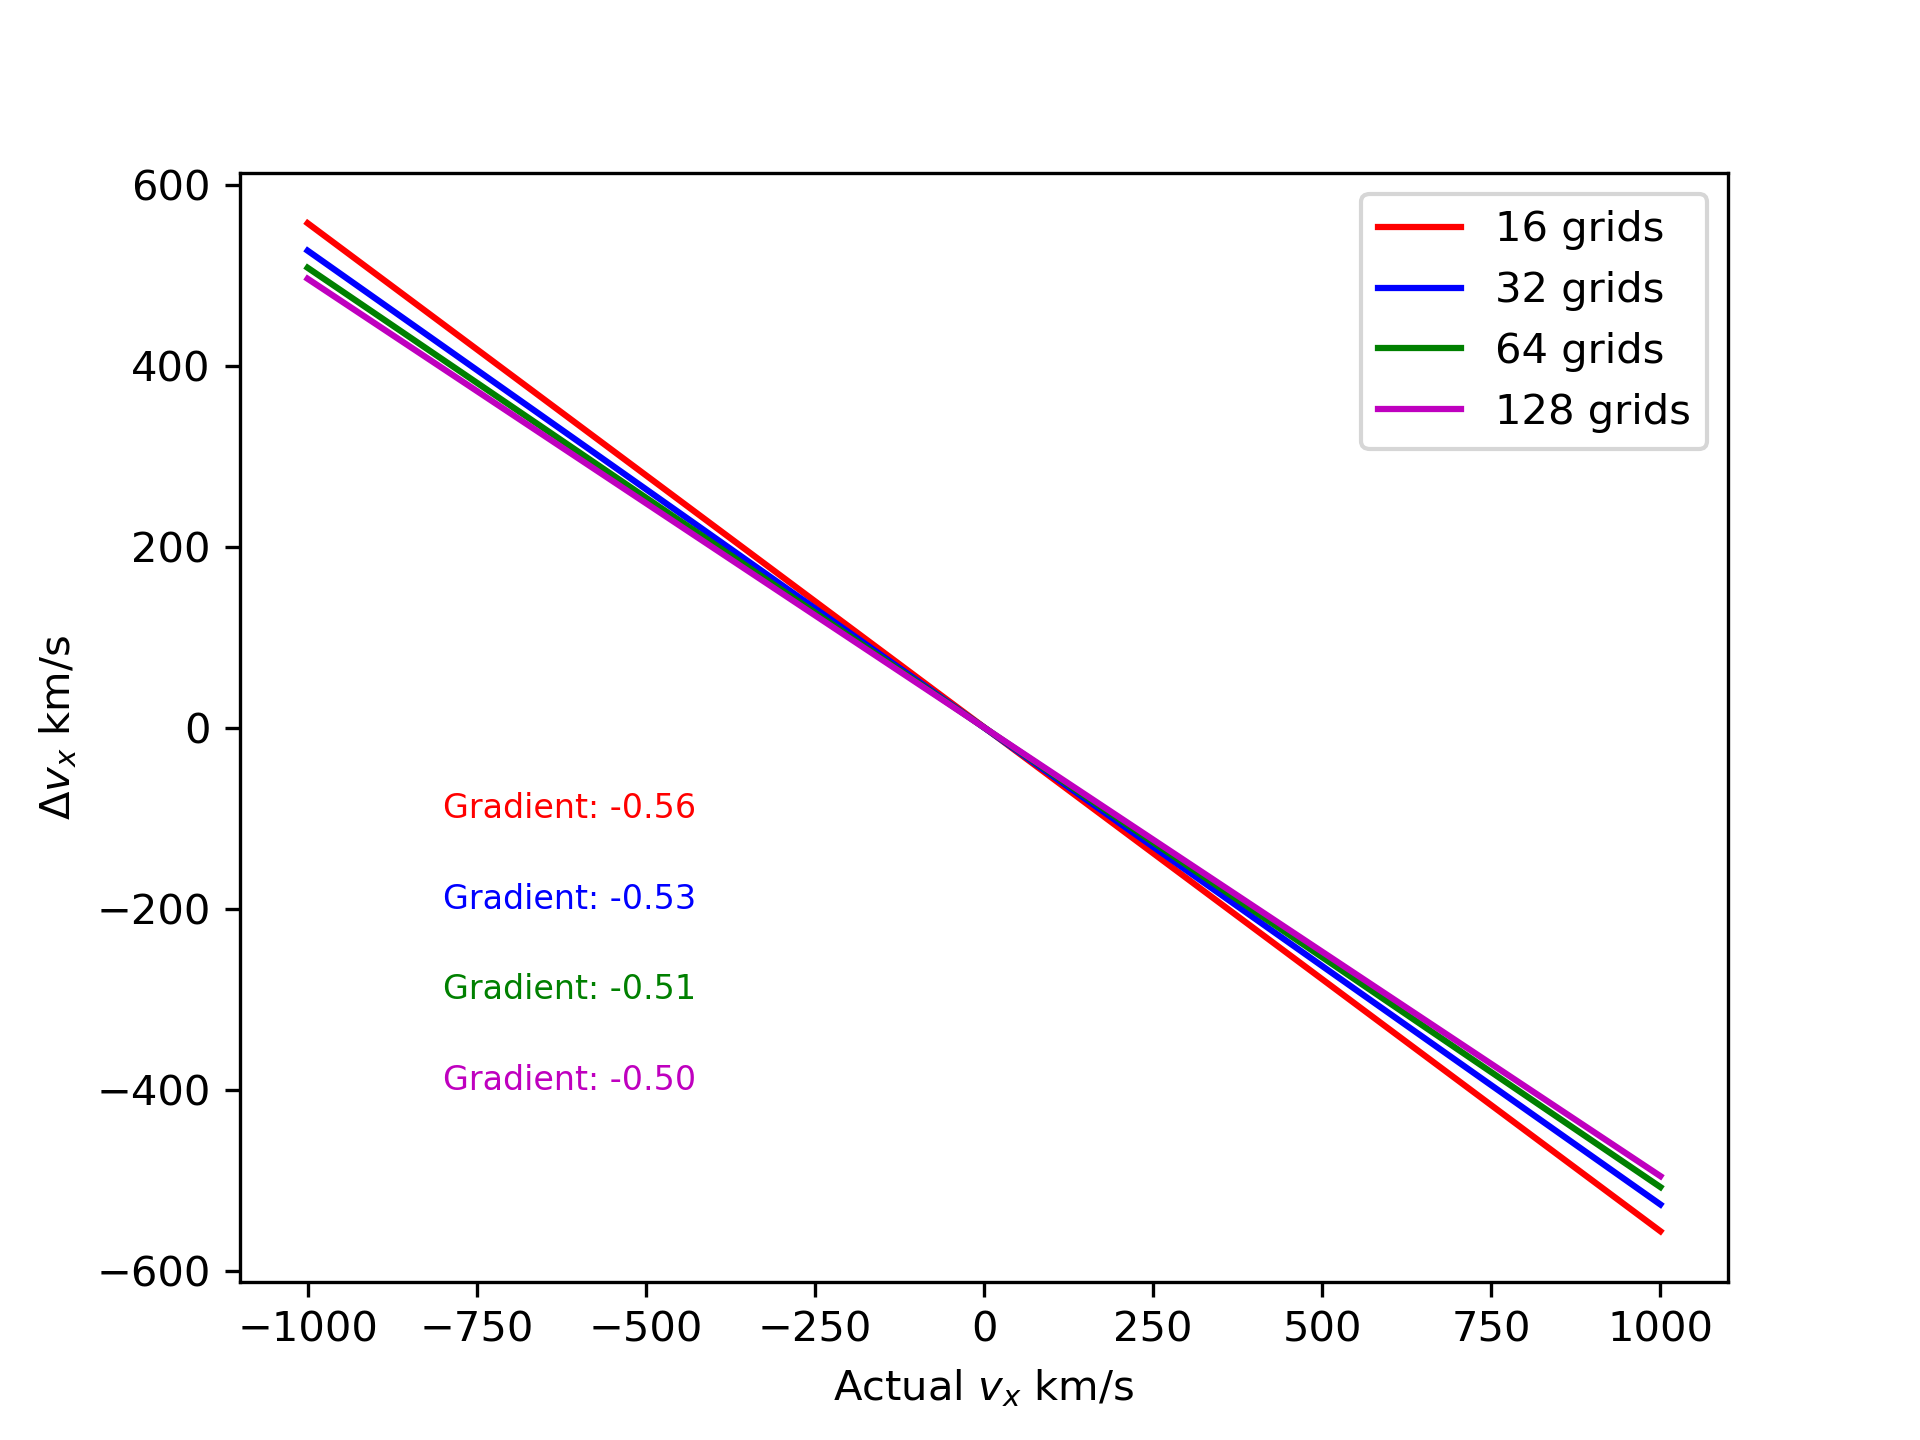 600
400
200
0
−200
−400
−600
Δvₓ km/s
16 grids
32 grids
64 grids
128 grids
Gradient: -0.56
Gradient: -0.53
Gradient: -0.51
Gradient: -0.50
−1000 −750 −500 −250 0 250 500 750 1000
Actual vₓ km/s